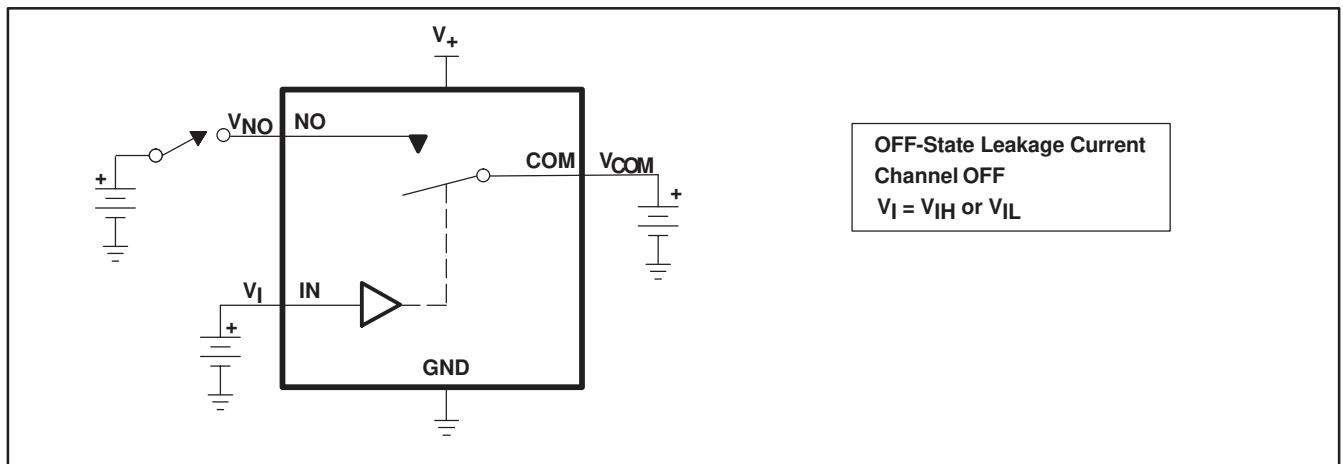 V+
VNO NO
COM VCOM
VI IN
GND
+
+
+
OFF-State Leakage Current
Channel OFF
VI = VIH or VIL